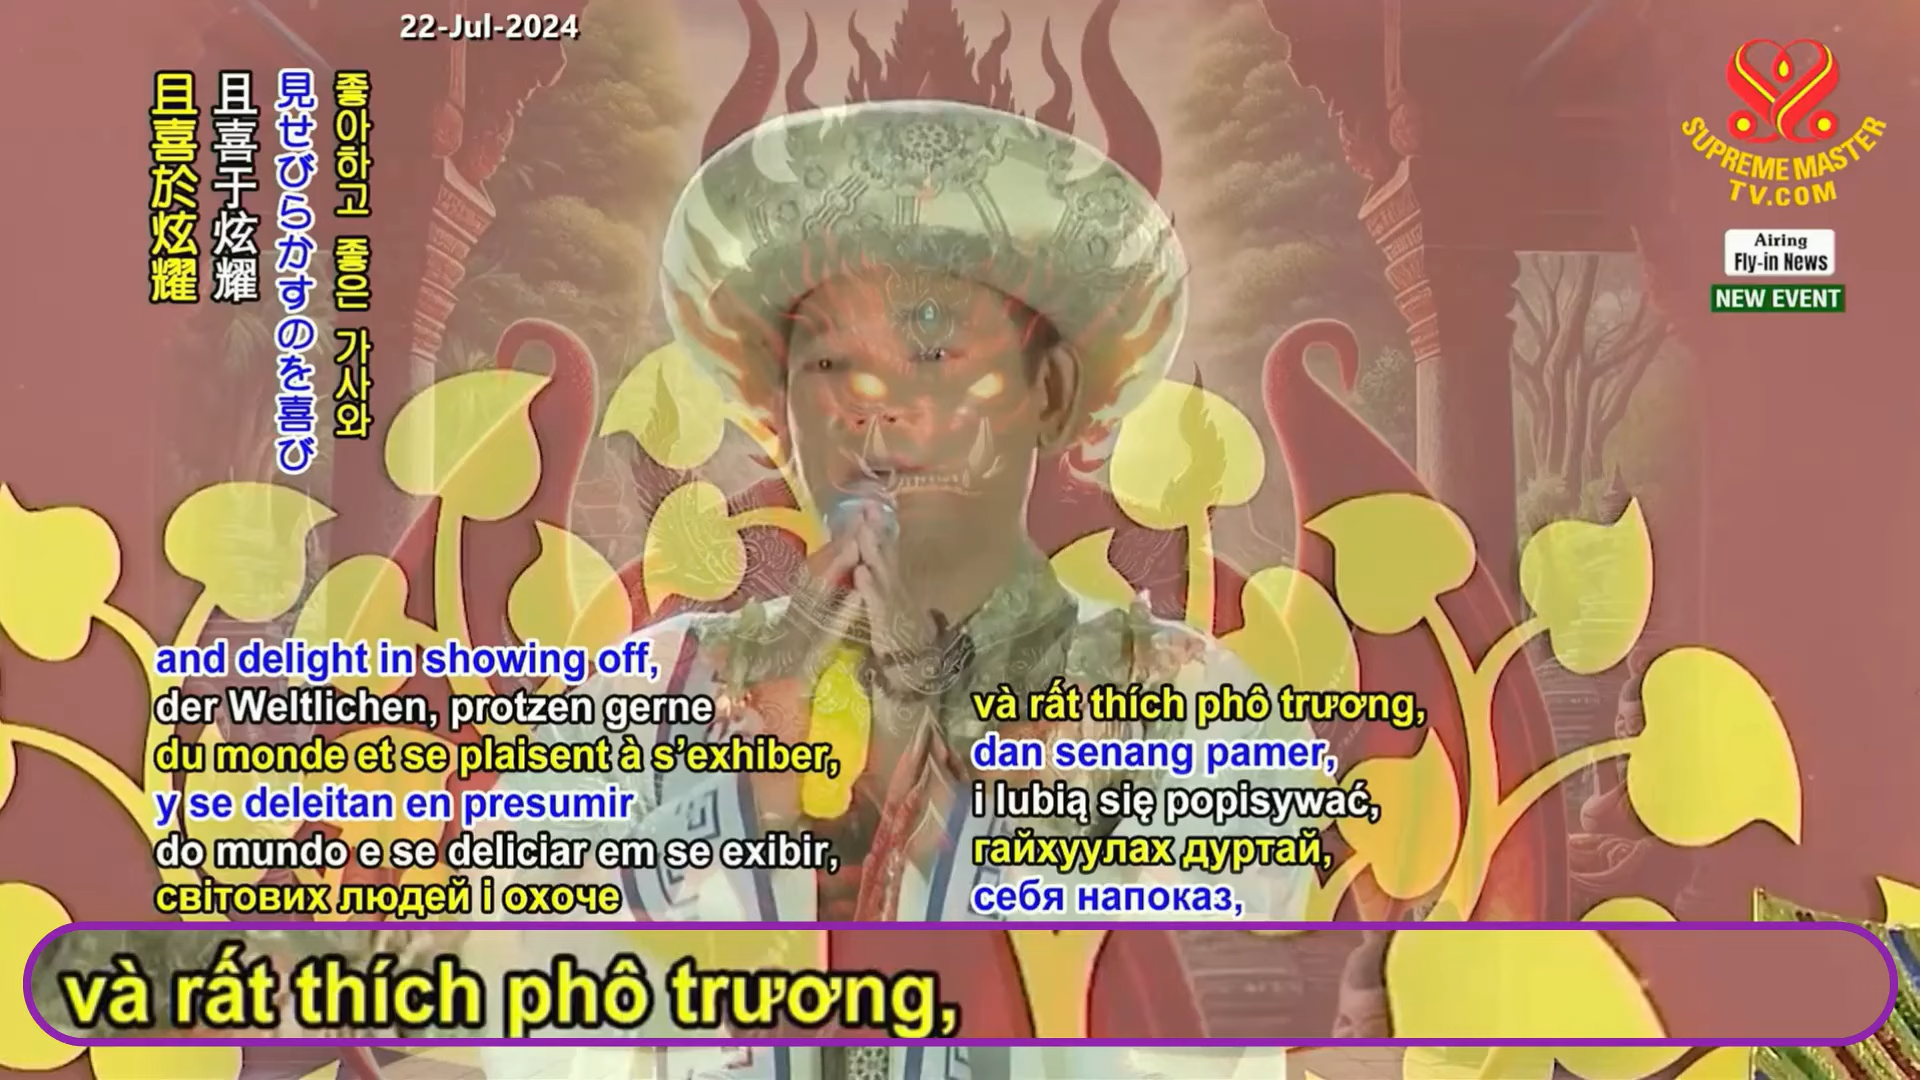 22-Jul-2024
좋아하고 좋은 가사와
見せびらかすのを喜び
且喜于炫耀
且喜於炫耀
SUPREME MASTER
TV.COM
Airing
Fly-in News
NEW EVENT
and delight in showing off,
der Weltlichen, protzen gerne
du monde et se plaisent à s’exhiber,
y se deleitan en presumir
do mundo e se deliciar em se exibir,
світових людей і охоче
và rất thích phô trương,
dan senang pamer,
i lubią się popisywać,
гайхуулах дуртай,
себя напоказ,
và rất thích phô trương,